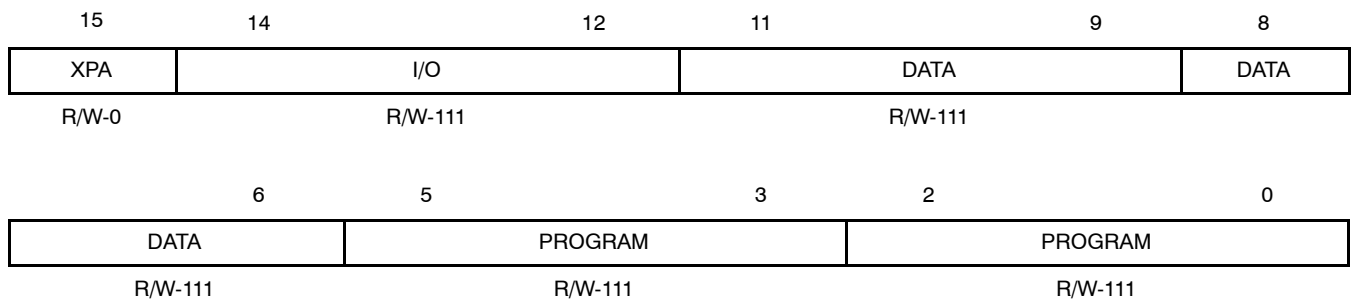 15 14 12 11 9 8
XPA I/O DATA DATA
R/W-0 R/W-111 R/W-111
6 5 3 2 0
DATA PROGRAM PROGRAM
R/W-111 R/W-111 R/W-111